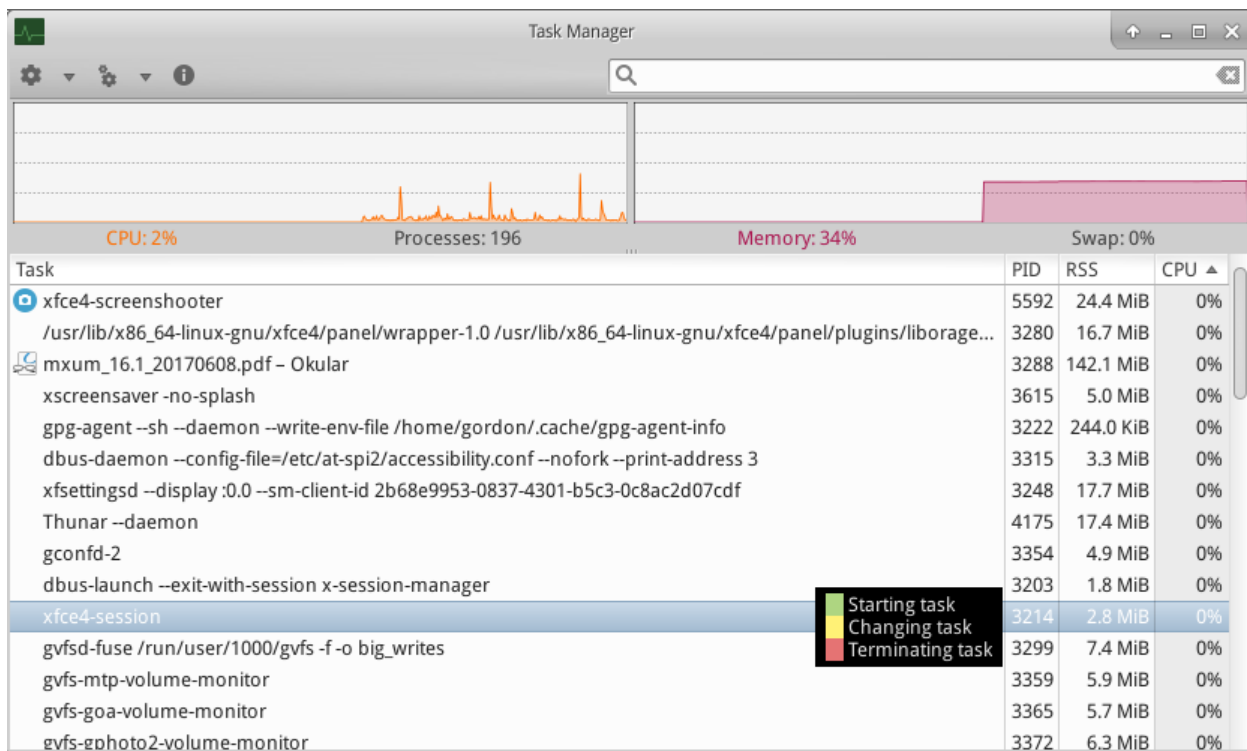 Task Manager
CPU: 2% Processes: 196 Memory: 34% Swap: 0%
Task PID RSS CPU
xfce4-screenshooter 5592 24.4 MiB 0%
/usr/lib/x86_64-linux-gnu/xfce4/panel/wrapper-1.0 /usr/lib/x86_64-linux-gnu/xfce4/panel/plugins/liborage... 3280 16.7 MiB 0%
mxum_16.1_20170608.pdf – Okular 3288 142.1 MiB 0%
xscreensaver -no-splash 3615 5.0 MiB 0%
gpg-agent --sh --daemon --write-env-file /home/gordon/.cache/gpg-agent-info 3222 244.0 KiB 0%
dbus-daemon --config-file=/etc/at-spi2/accessibility.conf --nofork --print-address 3 3315 3.3 MiB 0%
xfsettingsd --display :0.0 --sm-client-id 2b68e9953-0837-4301-b5c3-0c8ac2d07cdf 3248 17.7 MiB 0%
Thunar --daemon 4175 17.4 MiB 0%
gconfd-2 3354 4.9 MiB 0%
dbus-launch --exit-with-session x-session-manager 3203 1.8 MiB 0%
xfce4-session 3214 2.8 MiB 0%
Starting task
Changing task
Terminating task
gvfsd-fuse /run/user/1000/gvfs -f -o big_writes 3299 7.4 MiB 0%
gvfs-mtp-volume-monitor 3359 5.9 MiB 0%
gvfs-goa-volume-monitor 3365 5.7 MiB 0%
gvfs-gphoto2-volume-monitor 3372 6.3 MiB 0%